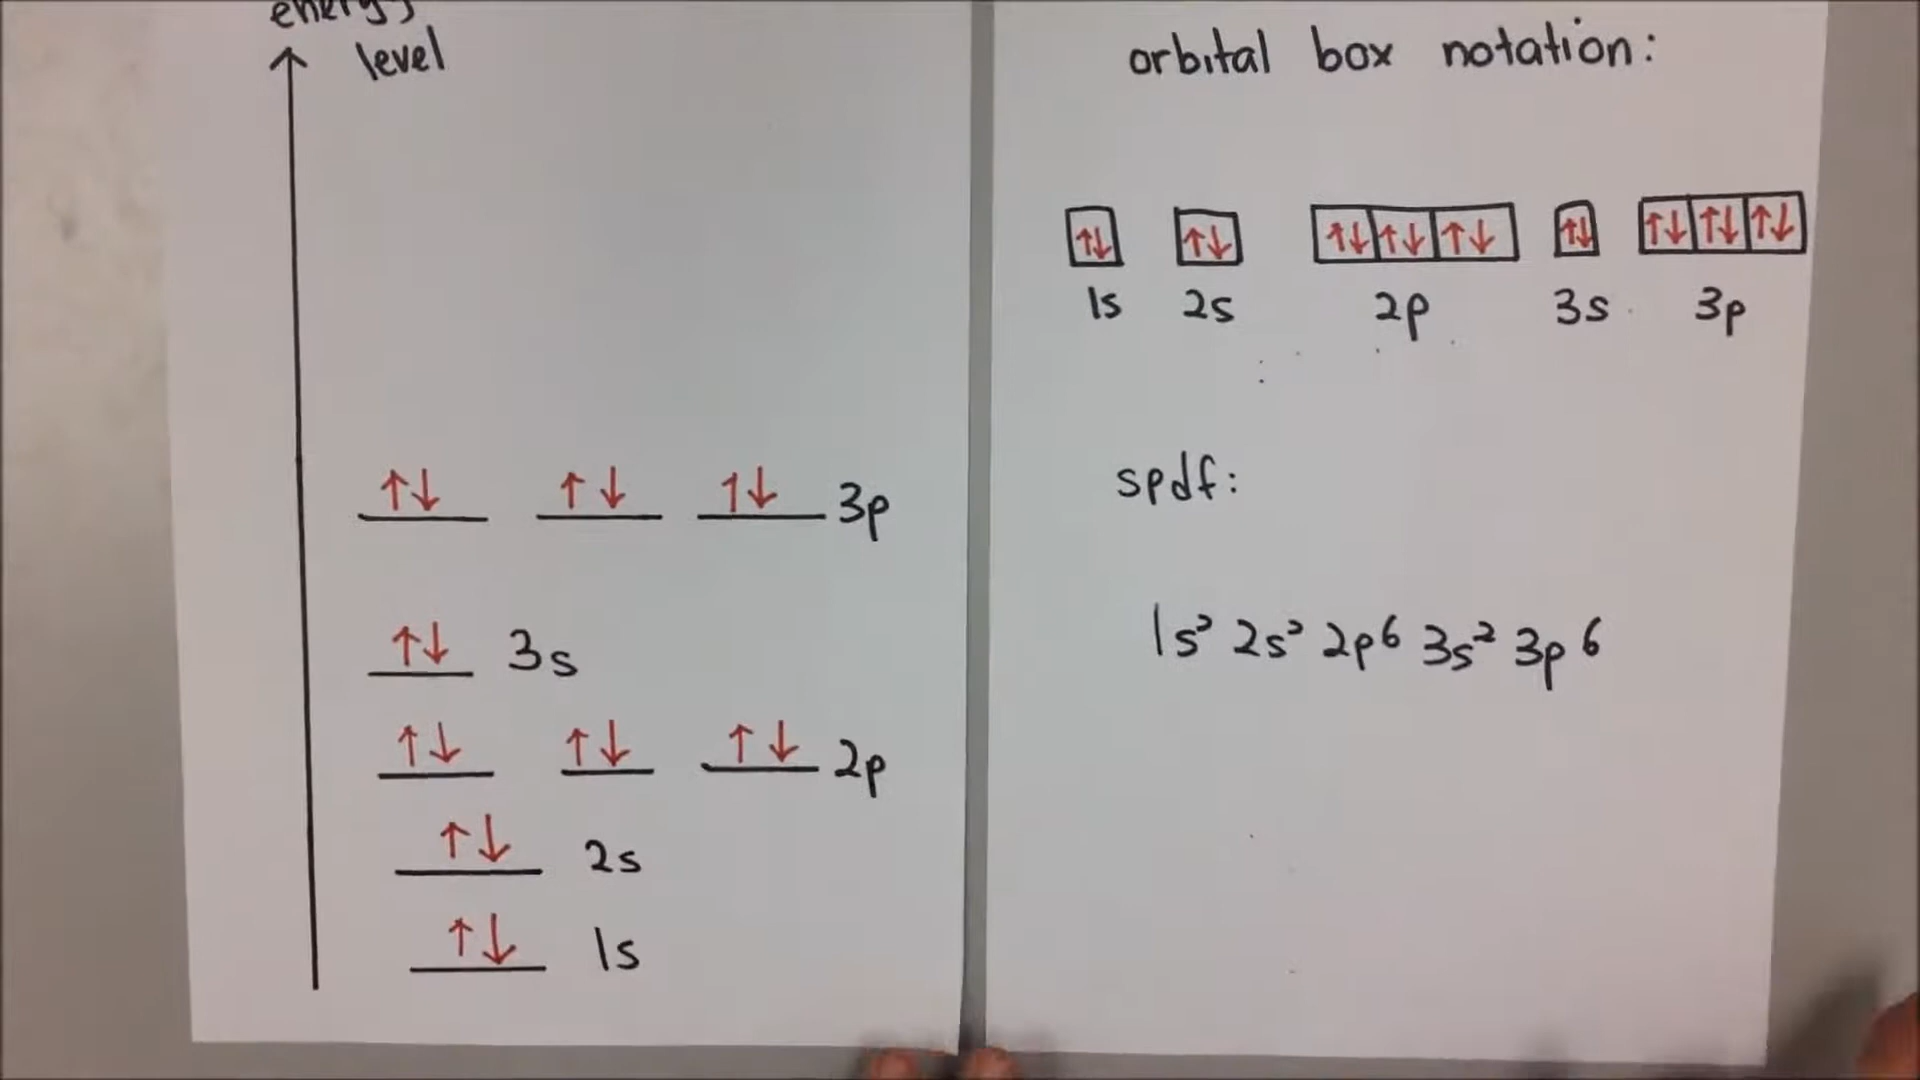 energy
level
↑↓ ↑↓ ↑↓ 3p
↑↓ 3s
↑↓ ↑↓ ↑↓ 2p
↑↓ 2s
↑↓ 1s
orbital box notation:
↑↓ ↑↓ ↑↓ ↑↓ ↑↓ ↑↓ ↑↓ ↑↓ ↑↓
1s 2s 2p 3s 3p
spdf:
1s² 2s² 2p⁶ 3s² 3p⁶